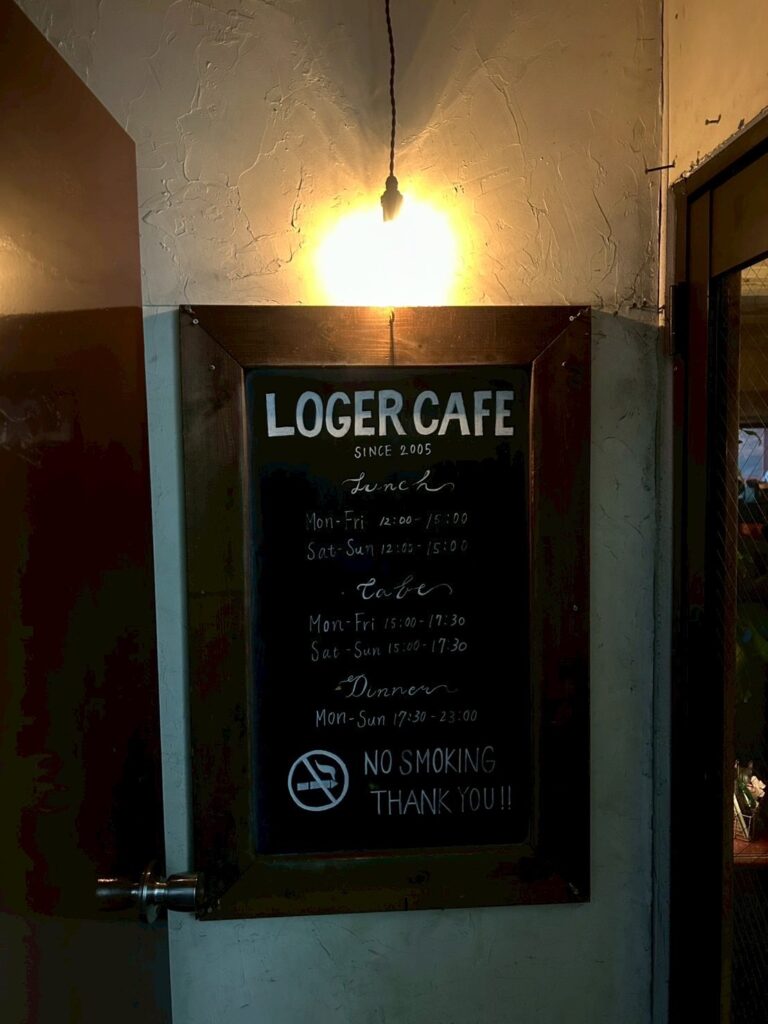 LOGER CAFE
SINCE 2005
Lunch
Mon-Fri 12:00-15:00
Sat-Sun 12:00-15:00
Cafe
Mon-Fri 15:00-17:30
Sat-Sun 15:00-17:30
Dinner
Mon-Sun 17:30-23:00
NO SMOKING
THANK YOU!!